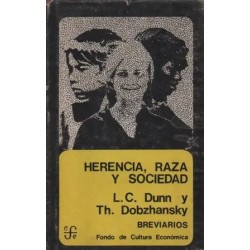 HERENCIA, RAZA
Y SOCIEDAD
L.C. Dunn y
Th. Dobzhansky
BREVIARIOS
Fondo de Cultura Económica